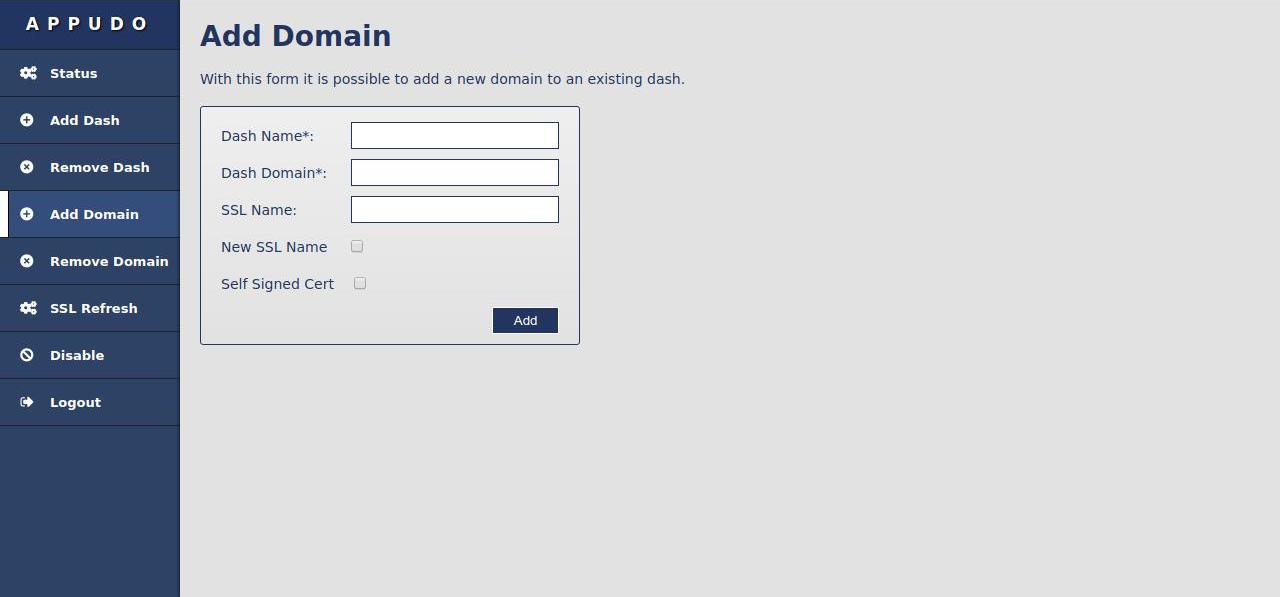 APPUDO
Status
Add Dash
Remove Dash
Add Domain
Remove Domain
SSL Refresh
Disable
Logout
Add Domain
With this form it is possible to add a new domain to an existing dash.
Dash Name*:
Dash Domain*:
SSL Name:
New SSL Name
Self Signed Cert
Add